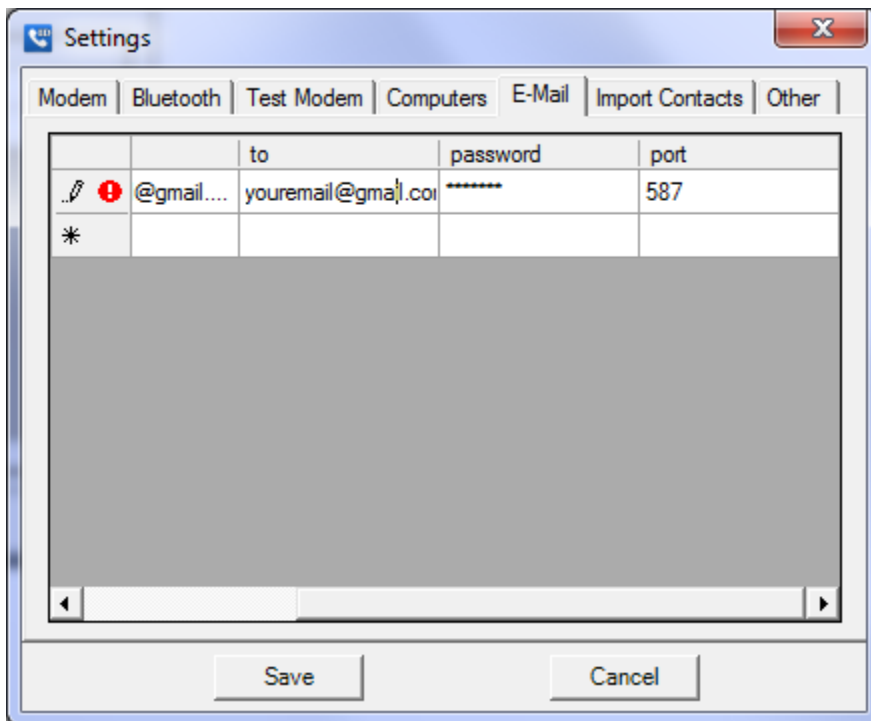 Settings
Modem Bluetooth Test Modem Computers E-Mail Import Contacts Other
to password port
@gmail.... youremail@gmail.con ******* 587
Save Cancel